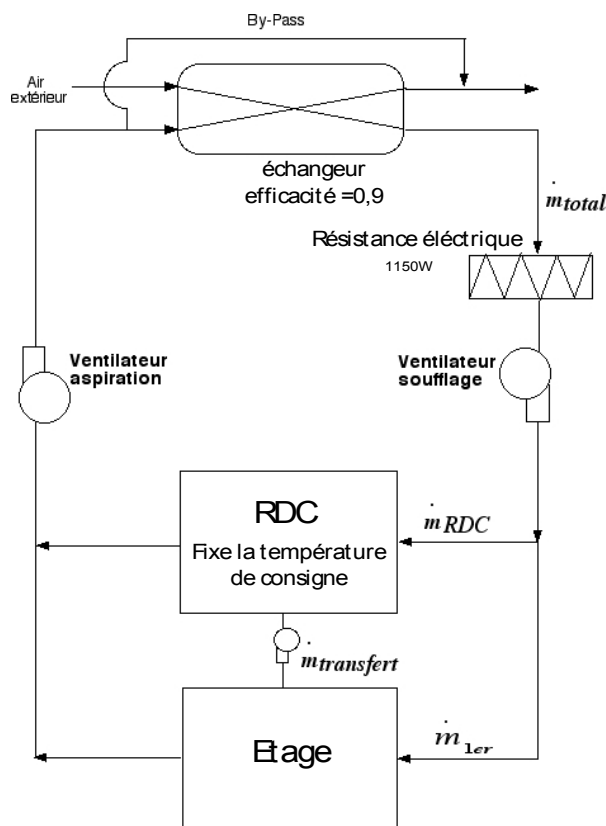 By-Pass
Air
extérieur
échangeur
efficacité =0,9
ṁtotal
Résistance éléctrique
1150W
Ventilateur
aspiration
Ventilateur
soufflage
RDC
Fixe la température
de consigne
ṁRDC
ṁtransfert
Etage
ṁ1er